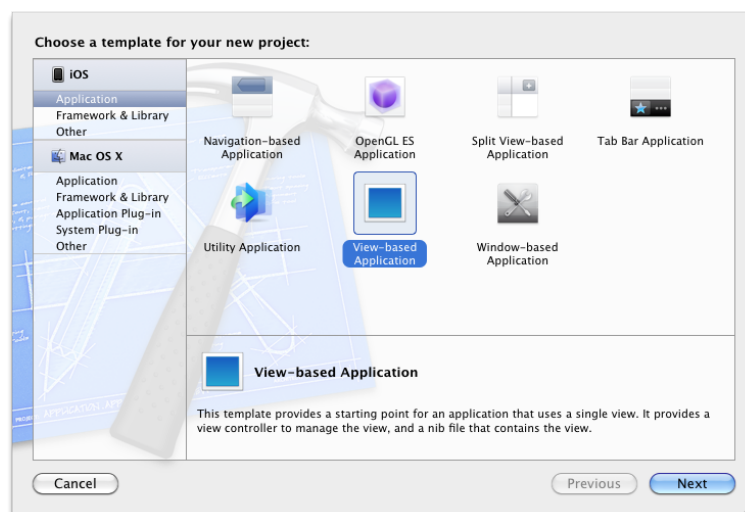 Choose a template for your new project:
iOS
Application
Framework & Library
Other
Mac OS X
Application
Framework & Library
Application Plug-in
System Plug-in
Other
Navigation-based
Application
OpenGL ES
Application
Split View-based
Application
Tab Bar Application
Utility Application
View-based
Application
Window-based
Application
View-based Application
This template provides a starting point for an application that uses a single view. It provides a
view controller to manage the view, and a nib file that contains the view.
Cancel
Previous
Next